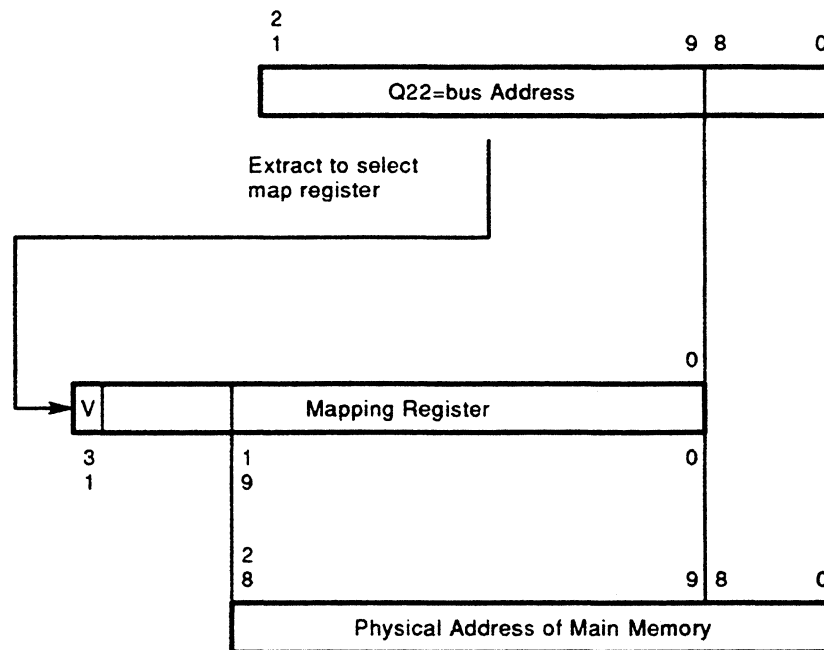 2
1 9 8 0
Q22=bus Address
Extract to select
map register
0
V Mapping Register
3 1 0
1 9
2
8 9 8 0
Physical Address of Main Memory